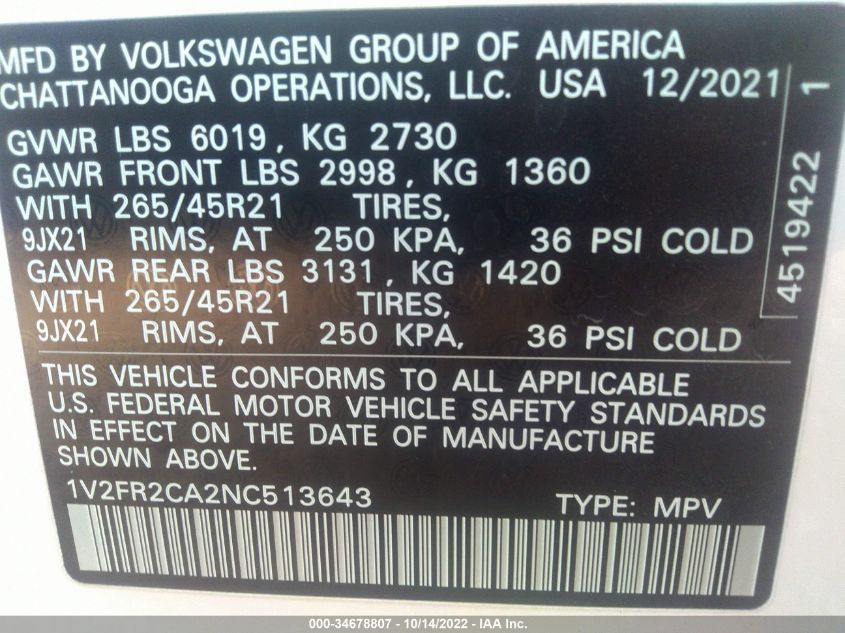 MFD BY VOLKSWAGEN GROUP OF AMERICA
CHATTANOOGA OPERATIONS, LLC. USA 12/2021
GVWR LBS 6019, KG 2730
GAWR FRONT LBS 2998, KG 1360
WITH 265/45R21 TIRES,
9JX21 RIMS, AT 250 KPA, 36 PSI COLD
GAWR REAR LBS 3131, KG 1420
WITH 265/45R21 TIRES,
9JX21 RIMS, AT 250 KPA, 36 PSI COLD
4519422 1
THIS VEHICLE CONFORMS TO ALL APPLICABLE
U.S. FEDERAL MOTOR VEHICLE SAFETY STANDARDS
IN EFFECT ON THE DATE OF MANUFACTURE
SHOWN ABOVE.
1V2FR2CA2NC513643 TYPE: MPV
000-34678807 - 10/14/2022 - IAA Inc.